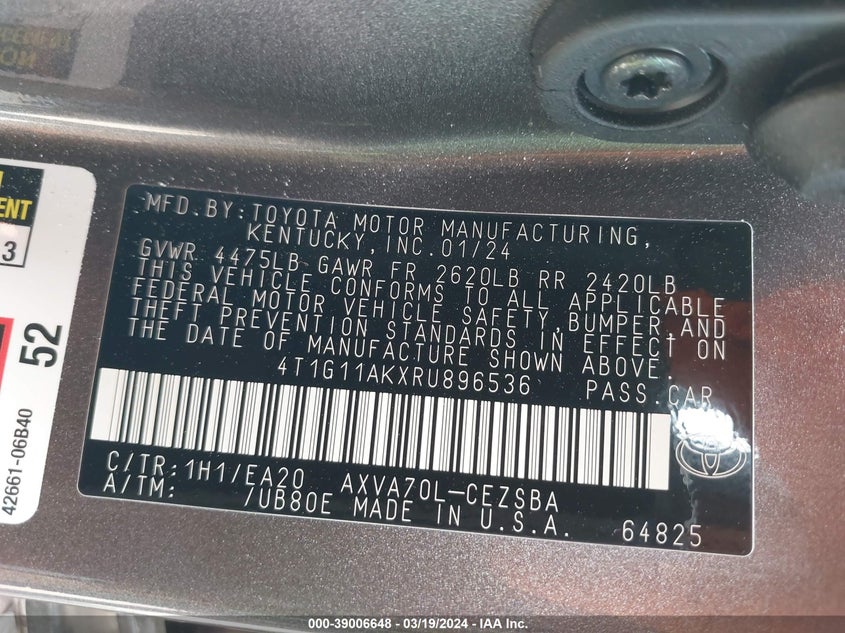 MFD.BY:TOYOTA MOTOR MANUFACTURING,
KENTUCKY,INC.01/24
GVWR 4475LB GAWR FR 2620LB RR 2420LB
THIS VEHICLE CONFORMS TO ALL APPLICABLE
FEDERAL MOTOR VEHICLE SAFETY,BUMPER,AND
THEFT PREVENTION STANDARDS IN EFFECT ON
THE DATE OF MANUFACTURE SHOWN ABOVE.
4T1G11AKXRU896536 PASS.CAR
C/TR:1H1/EA20 AXVA70L-CEZSBA
A/TM: /UB80E MADE IN U.S.A. 64825
ENT
3
52
42661-06B40
000-39006648 - 03/19/2024 - IAA Inc.